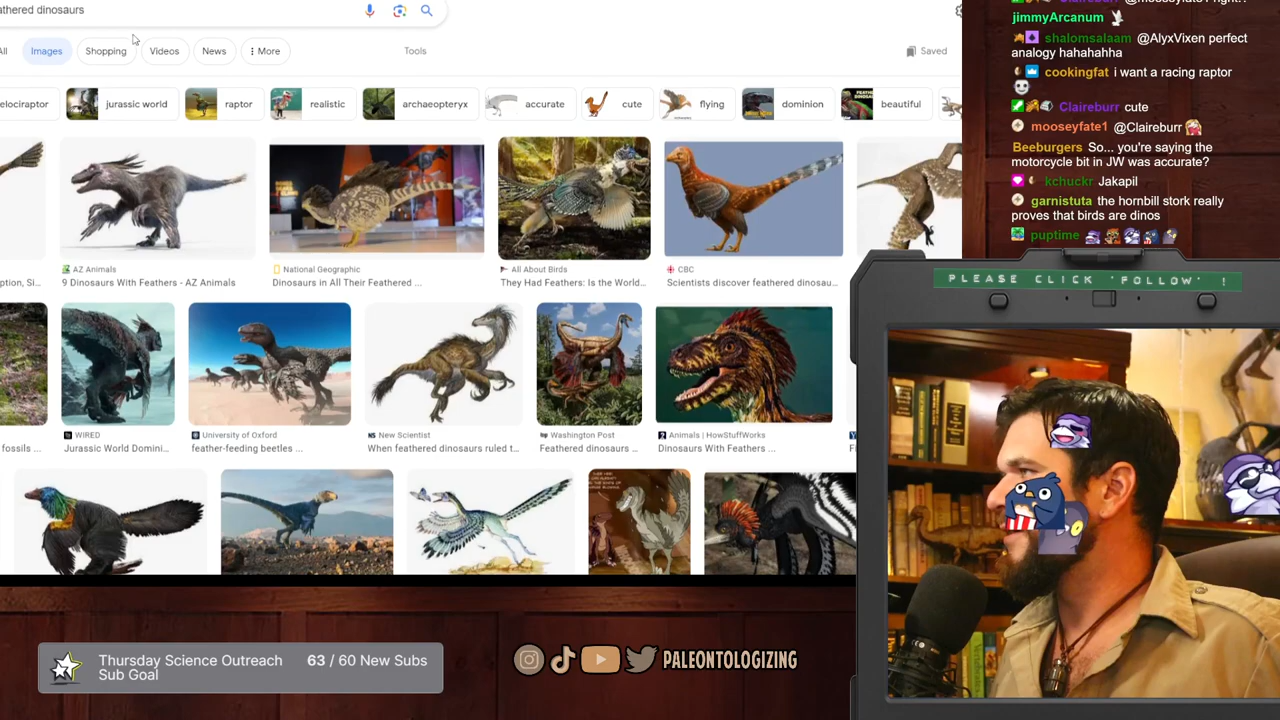 athered dinosaurs
All
Images
Shopping
Videos
News
More
Tools
Saved
elociraptor
jurassic world
raptor
realistic
archaeopteryx
accurate
cute
flying
dominion
beautiful
ption, Si...
AZ Animals
9 Dinosaurs With Feathers - AZ Animals
National Geographic
Dinosaurs in All Their Feathered ...
All About Birds
They Had Feathers: Is the World...
CBC
Scientists discover feathered dinosau...
fossils ...
WIRED
Jurassic World Domini...
University of Oxford
feather-feeding beetles ...
New Scientist
When feathered dinosaurs ruled t...
Washington Post
Feathered dinosaurs ...
Animals | HowStuffWorks
Dinosaurs With Feathers ...
jimmyArcanum
shalomsalaam @AlyxVixen perfect
analogy hahahahha
cookingfat i want a racing raptor
Claireburr cute
mooseyfate1 @Claireburr
Beeburgers So... you're saying the
motorcycle bit in JW was accurate?
kchuckr Jakapil
garnistuta the hornbill stork really
proves that birds are dinos
puptime
PLEASE CLICK 'FOLLOW' !
Thursday Science Outreach 63 / 60 New Subs
Sub Goal
PALEONTOLOGIZING